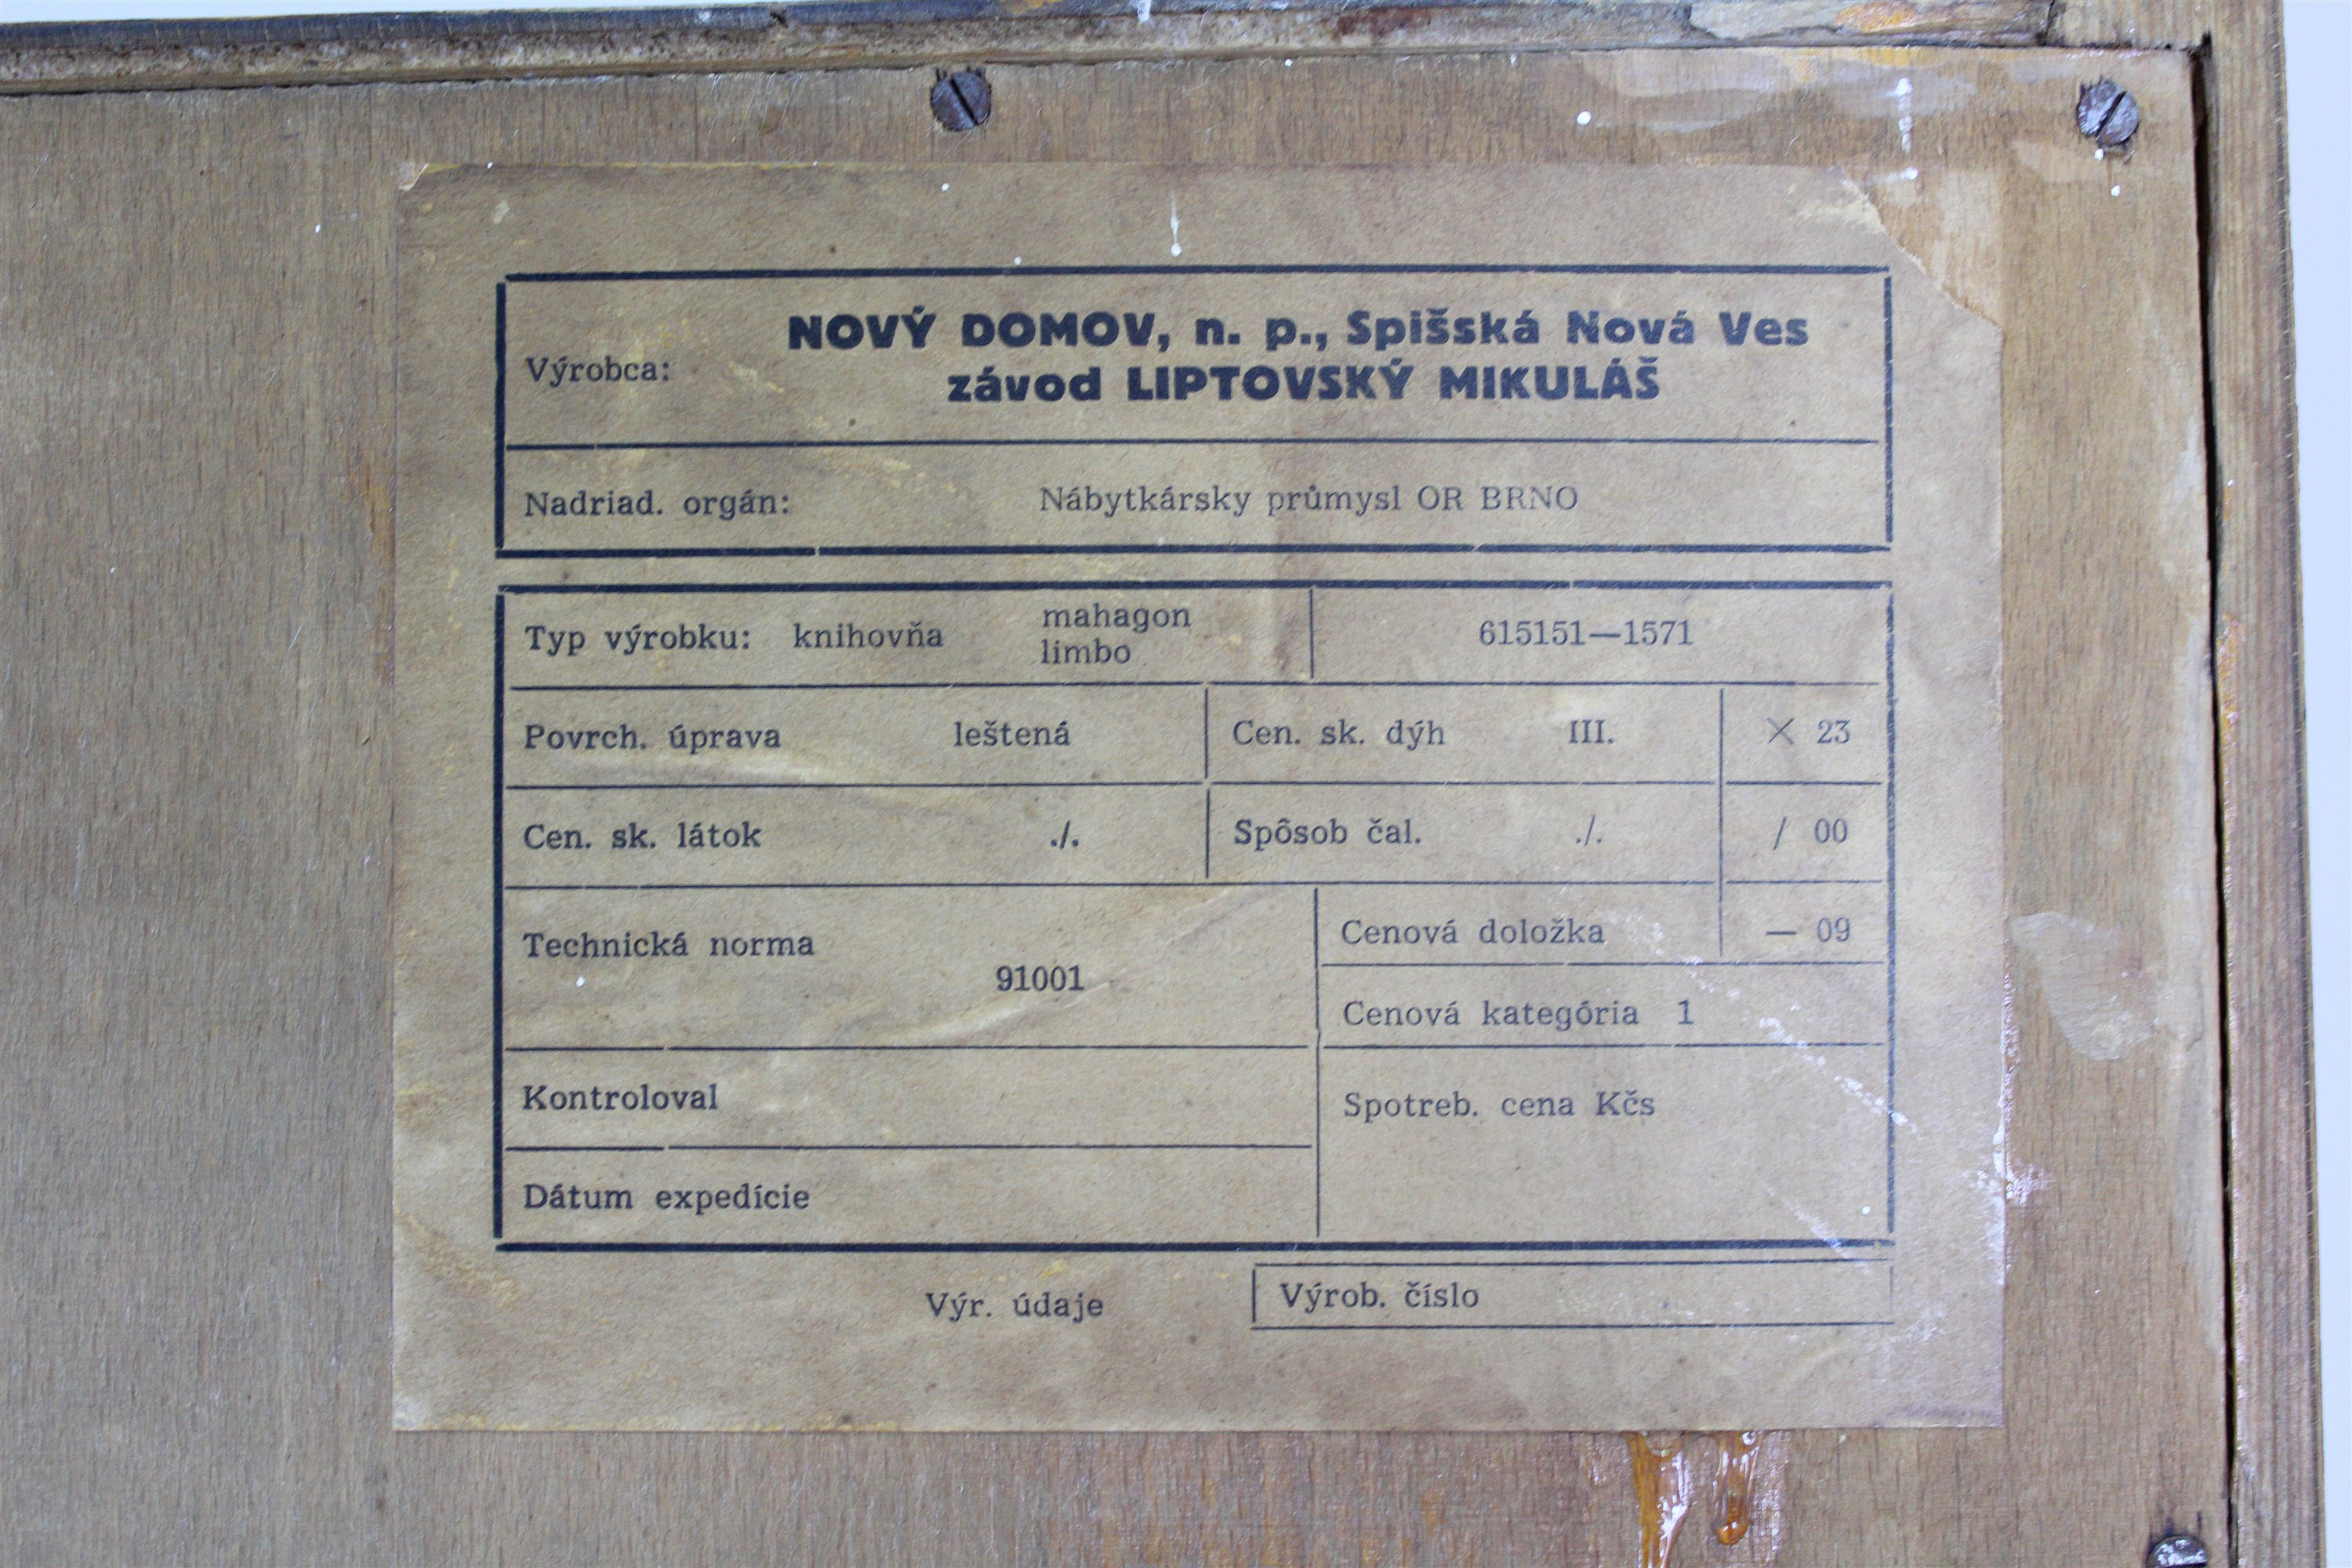 NOVÝ DOMOV, n. p., Spišská Nová Ves
Výrobca:
závod LIPTOVSKÝ MIKULÁŠ
Nadriad. orgán: Nábytkársky průmysl OR BRNO
Typ výrobku: knihovňa mahagon limbo 615151—1571
Povrch. úprava leštená Cen. sk. dýh III. × 23
Cen. sk. látok ./. Spôsob čal. ./. / 00
Technická norma 91001
Cenová doložka — 09
Cenová kategória 1
Kontroloval
Spotreb. cena Kčs
Dátum expedície
Výr. údaje Výrob. číslo